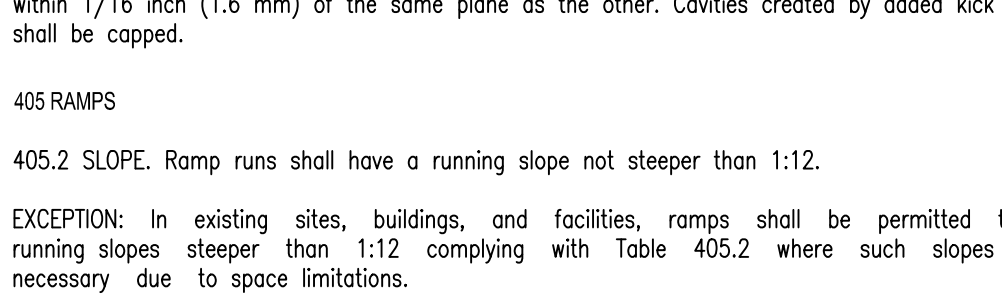 within 1/16 inch (1.6 mm) of the same plane as the other. Cavities created by added kick
shall be capped.
405 RAMPS
405.2 SLOPE. Ramp runs shall have a running slope not steeper than 1:12.
EXCEPTION: In existing sites, buildings, and facilities, ramps shall be permitted
running slopes steeper than 1:12 complying with Table 405.2 where such slopes
necessary due to space limitations.